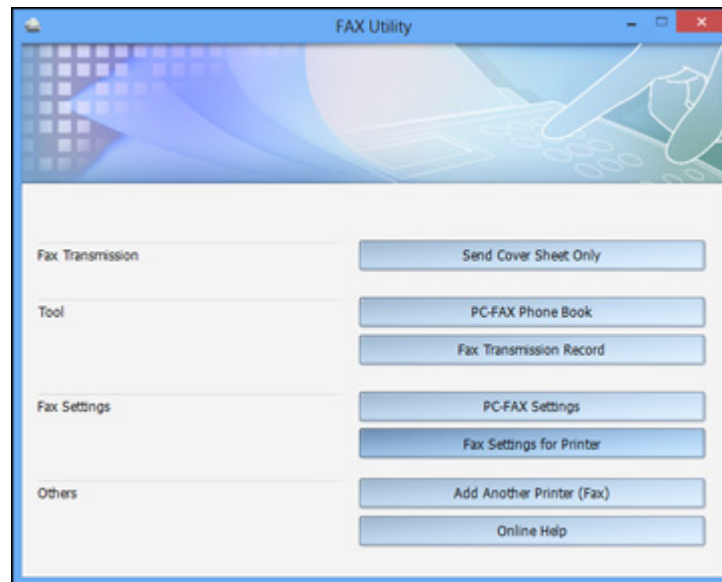 FAX Utility
Fax Transmission
Send Cover Sheet Only
Tool
PC-FAX Phone Book
Fax Transmission Record
Fax Settings
PC-FAX Settings
Fax Settings for Printer
Others
Add Another Printer (Fax)
Online Help